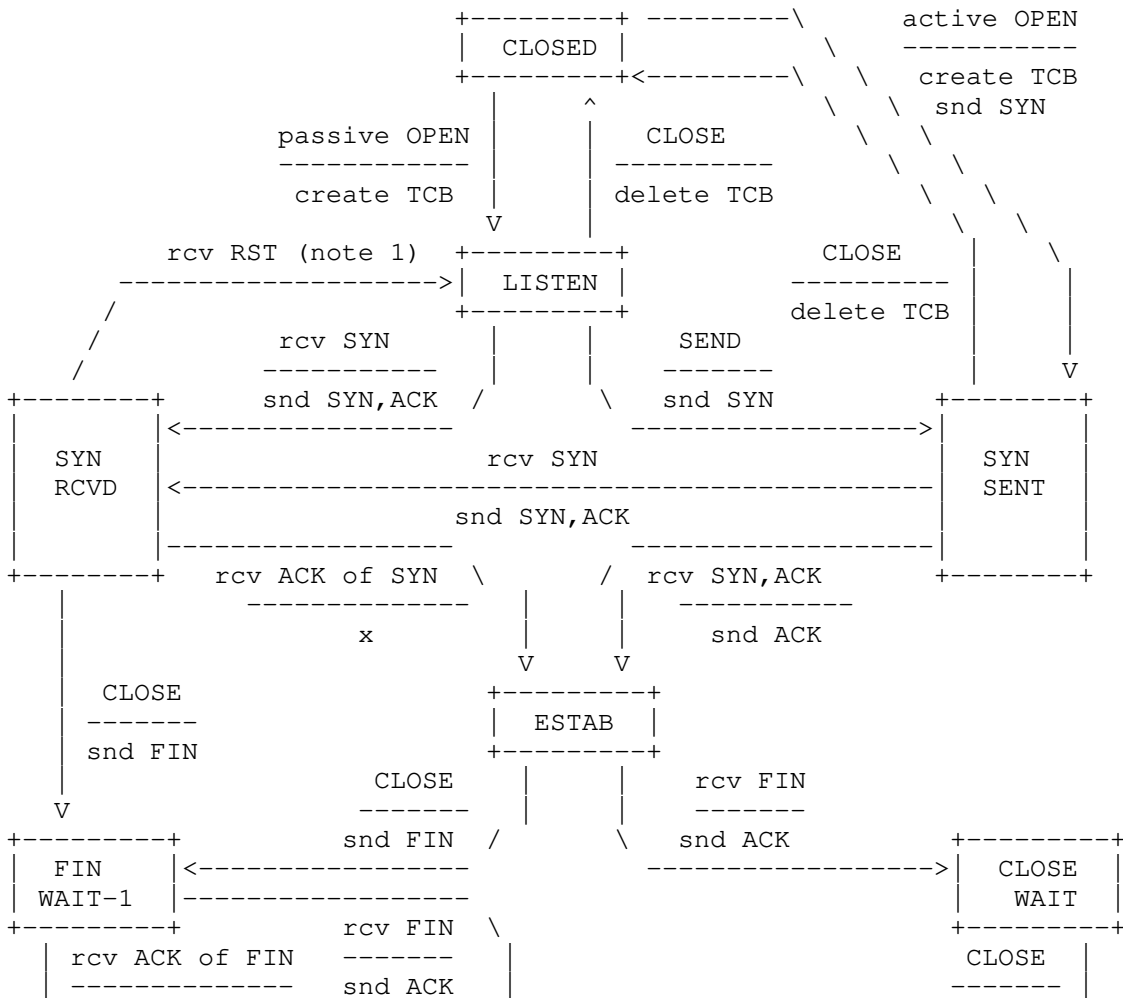 active OPEN
CLOSED
create TCB
snd SYN
passive OPEN CLOSE
create TCB delete TCB
rcv RST (note 1) CLOSE
LISTEN
delete TCB
rcv SYN SEND
snd SYN,ACK snd SYN
SYN rcv SYN SYN
RCVD SENT
snd SYN,ACK
rcv ACK of SYN rcv SYN,ACK
x snd ACK
CLOSE
ESTAB
snd FIN
CLOSE rcv FIN
snd FIN snd ACK
FIN CLOSE
WAIT-1 WAIT
rcv FIN
rcv ACK of FIN CLOSE
snd ACK